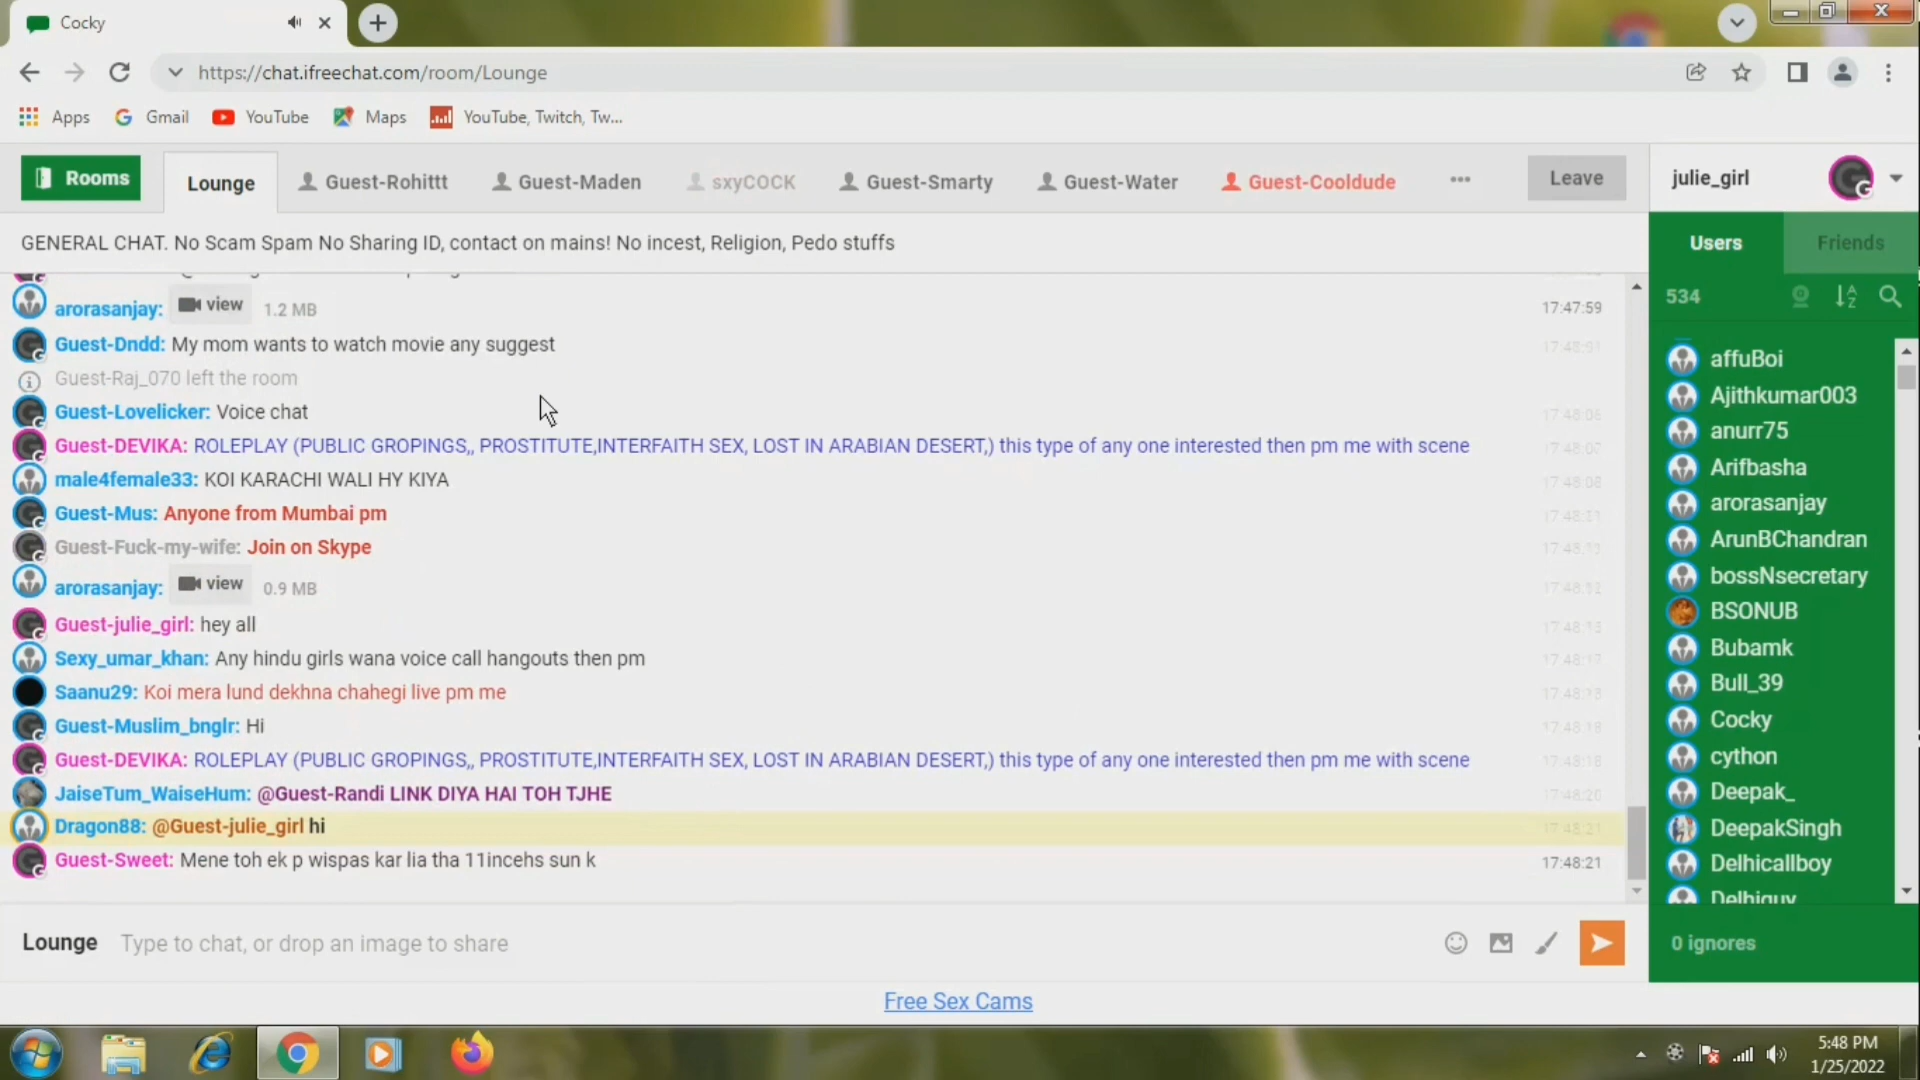 Cocky
https://chat.ifreechat.com/room/Lounge
Apps Gmail YouTube Maps YouTube, Twitch, Tw...
Rooms Lounge Guest-Rohittt Guest-Maden sxyCOCK Guest-Smarty Guest-Water Guest-Cooldude ... Leave julie_girl
GENERAL CHAT. No Scam Spam No Sharing ID, contact on mains! No incest, Religion, Pedo stuffs
Users Friends
534
arorasanjay: view 1.2 MB 17:47:59
Guest-Dndd: My mom wants to watch movie any suggest
Guest-Raj_070 left the room
Guest-Lovelicker: Voice chat
Guest-DEVIKA: ROLEPLAY (PUBLIC GROPINGS,, PROSTITUTE,INTERFAITH SEX, LOST IN ARABIAN DESERT,) this type of any one interested then pm me with scene
male4female33: KOI KARACHI WALI HY KIYA
Guest-Mus: Anyone from Mumbai pm
Guest-Fuck-my-wife: Join on Skype
arorasanjay: view 0.9 MB
Guest-julie_girl: hey all
Sexy_umar_khan: Any hindu girls wana voice call hangouts then pm
Saanu29: Koi mera lund dekhna chahegi live pm me
Guest-Muslim_bnglr: Hi
Guest-DEVIKA: ROLEPLAY (PUBLIC GROPINGS,, PROSTITUTE,INTERFAITH SEX, LOST IN ARABIAN DESERT,) this type of any one interested then pm me with scene
JaiseTum_WaiseHum: @Guest-Randi LINK DIYA HAI TOH TJHE
Dragon88: @Guest-julie_girl hi
Guest-Sweet: Mene toh ek p wispas kar lia tha 11incehs sun k 17:48:21
affuBoi
Ajithkumar003
anurr75
Arifbasha
arorasanjay
ArunBChandran
bossNsecretary
BSONUB
Bubamk
Bull_39
Cocky
cython
Deepak_
DeepakSingh
Delhicallboy
Delhiguy
Lounge Type to chat, or drop an image to share
0 ignores
Free Sex Cams
5:48 PM
1/25/2022